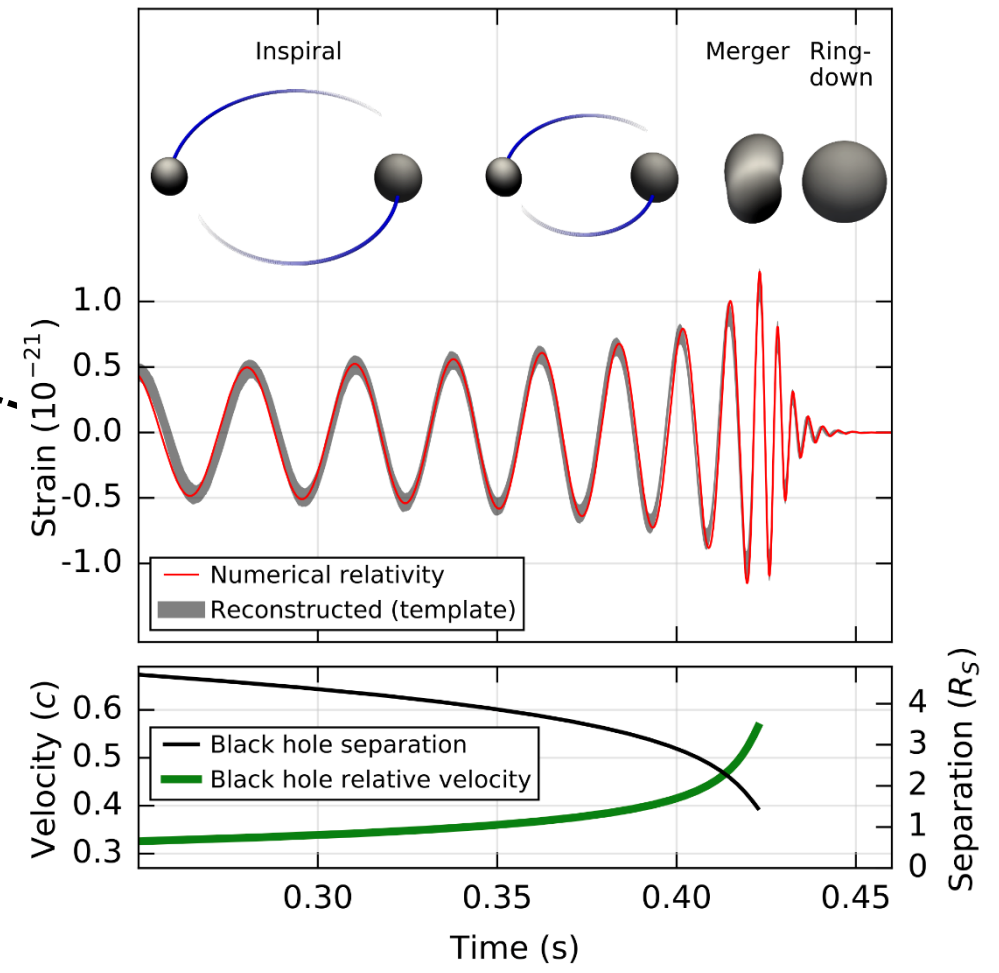 Inspiral
Merger
Ring-
down
Strain (10⁻²¹)
1.0
0.5
0.0
-0.5
-1.0
Numerical relativity
Reconstructed (template)
Velocity (c)
0.6
0.5
0.4
0.3
Black hole separation
Black hole relative velocity
4
3
2
1
0
Separation (R_S)
0.30 0.35 0.40 0.45
Time (s)